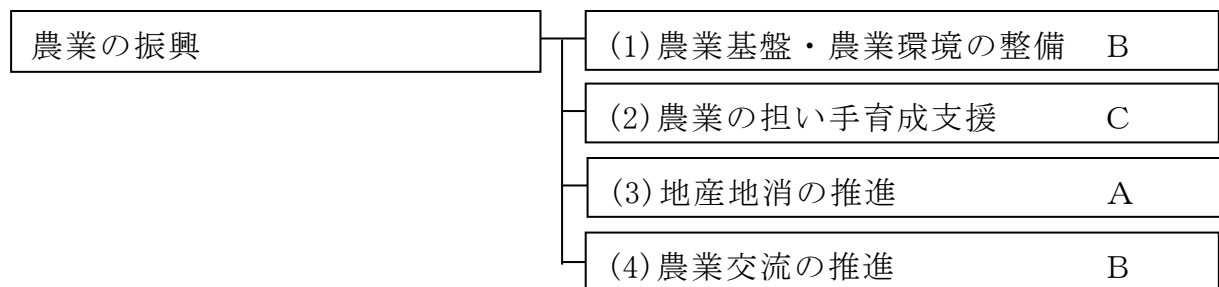 農業の振興
(1)農業基盤・農業環境の整備　B
(2)農業の担い手育成支援　C
(3)地産地消の推進　A
(4)農業交流の推進　B